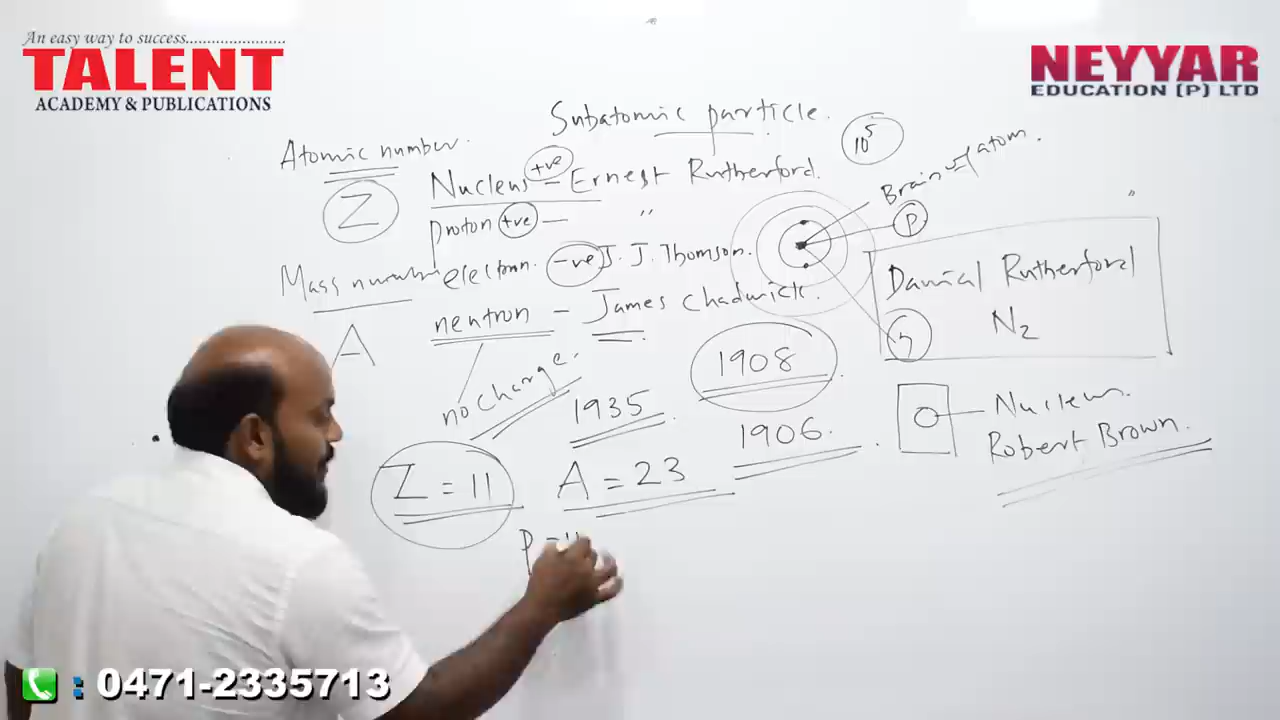 An easy way to success.......................
TALENT
ACADEMY & PUBLICATIONS
NEYYAR
EDUCATION (P) LTD
Subatomic particle.
Atomic number.
Z
Nucleus +ve – Ernest Rutherford.
10⁵
Brain of atom.
proton +ve — "
p
Mass number
electron. -ve J. J. Thomson.
A
neutron – James Chadwick.
no charge.
Danial Rutherford
N₂
1908
1935
1906.
Nucleus
Robert Brown.
Z = 11
A = 23
p = 11
: 0471-2335713